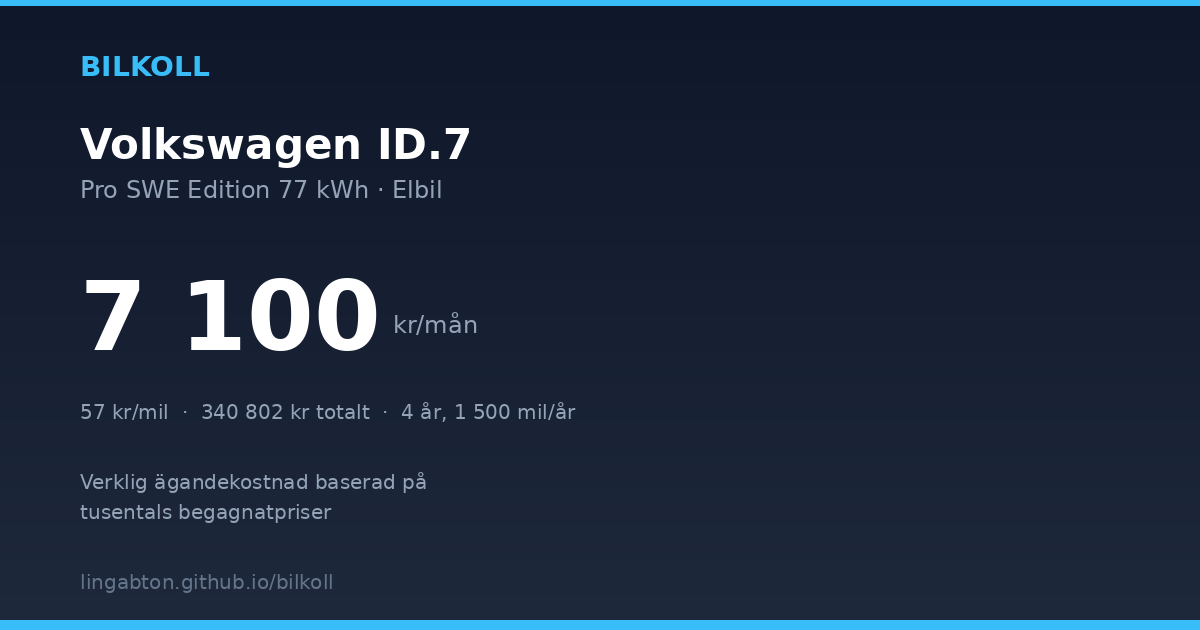 BILKOLL
Volkswagen ID.7
Pro SWE Edition 77 kWh · Elbil
7 100 kr/mån
57 kr/mil · 340 802 kr totalt · 4 år, 1 500 mil/år
Verklig ägandekostnad baserad på
tusentals begagnatpriser
lingabton.github.io/bilkoll